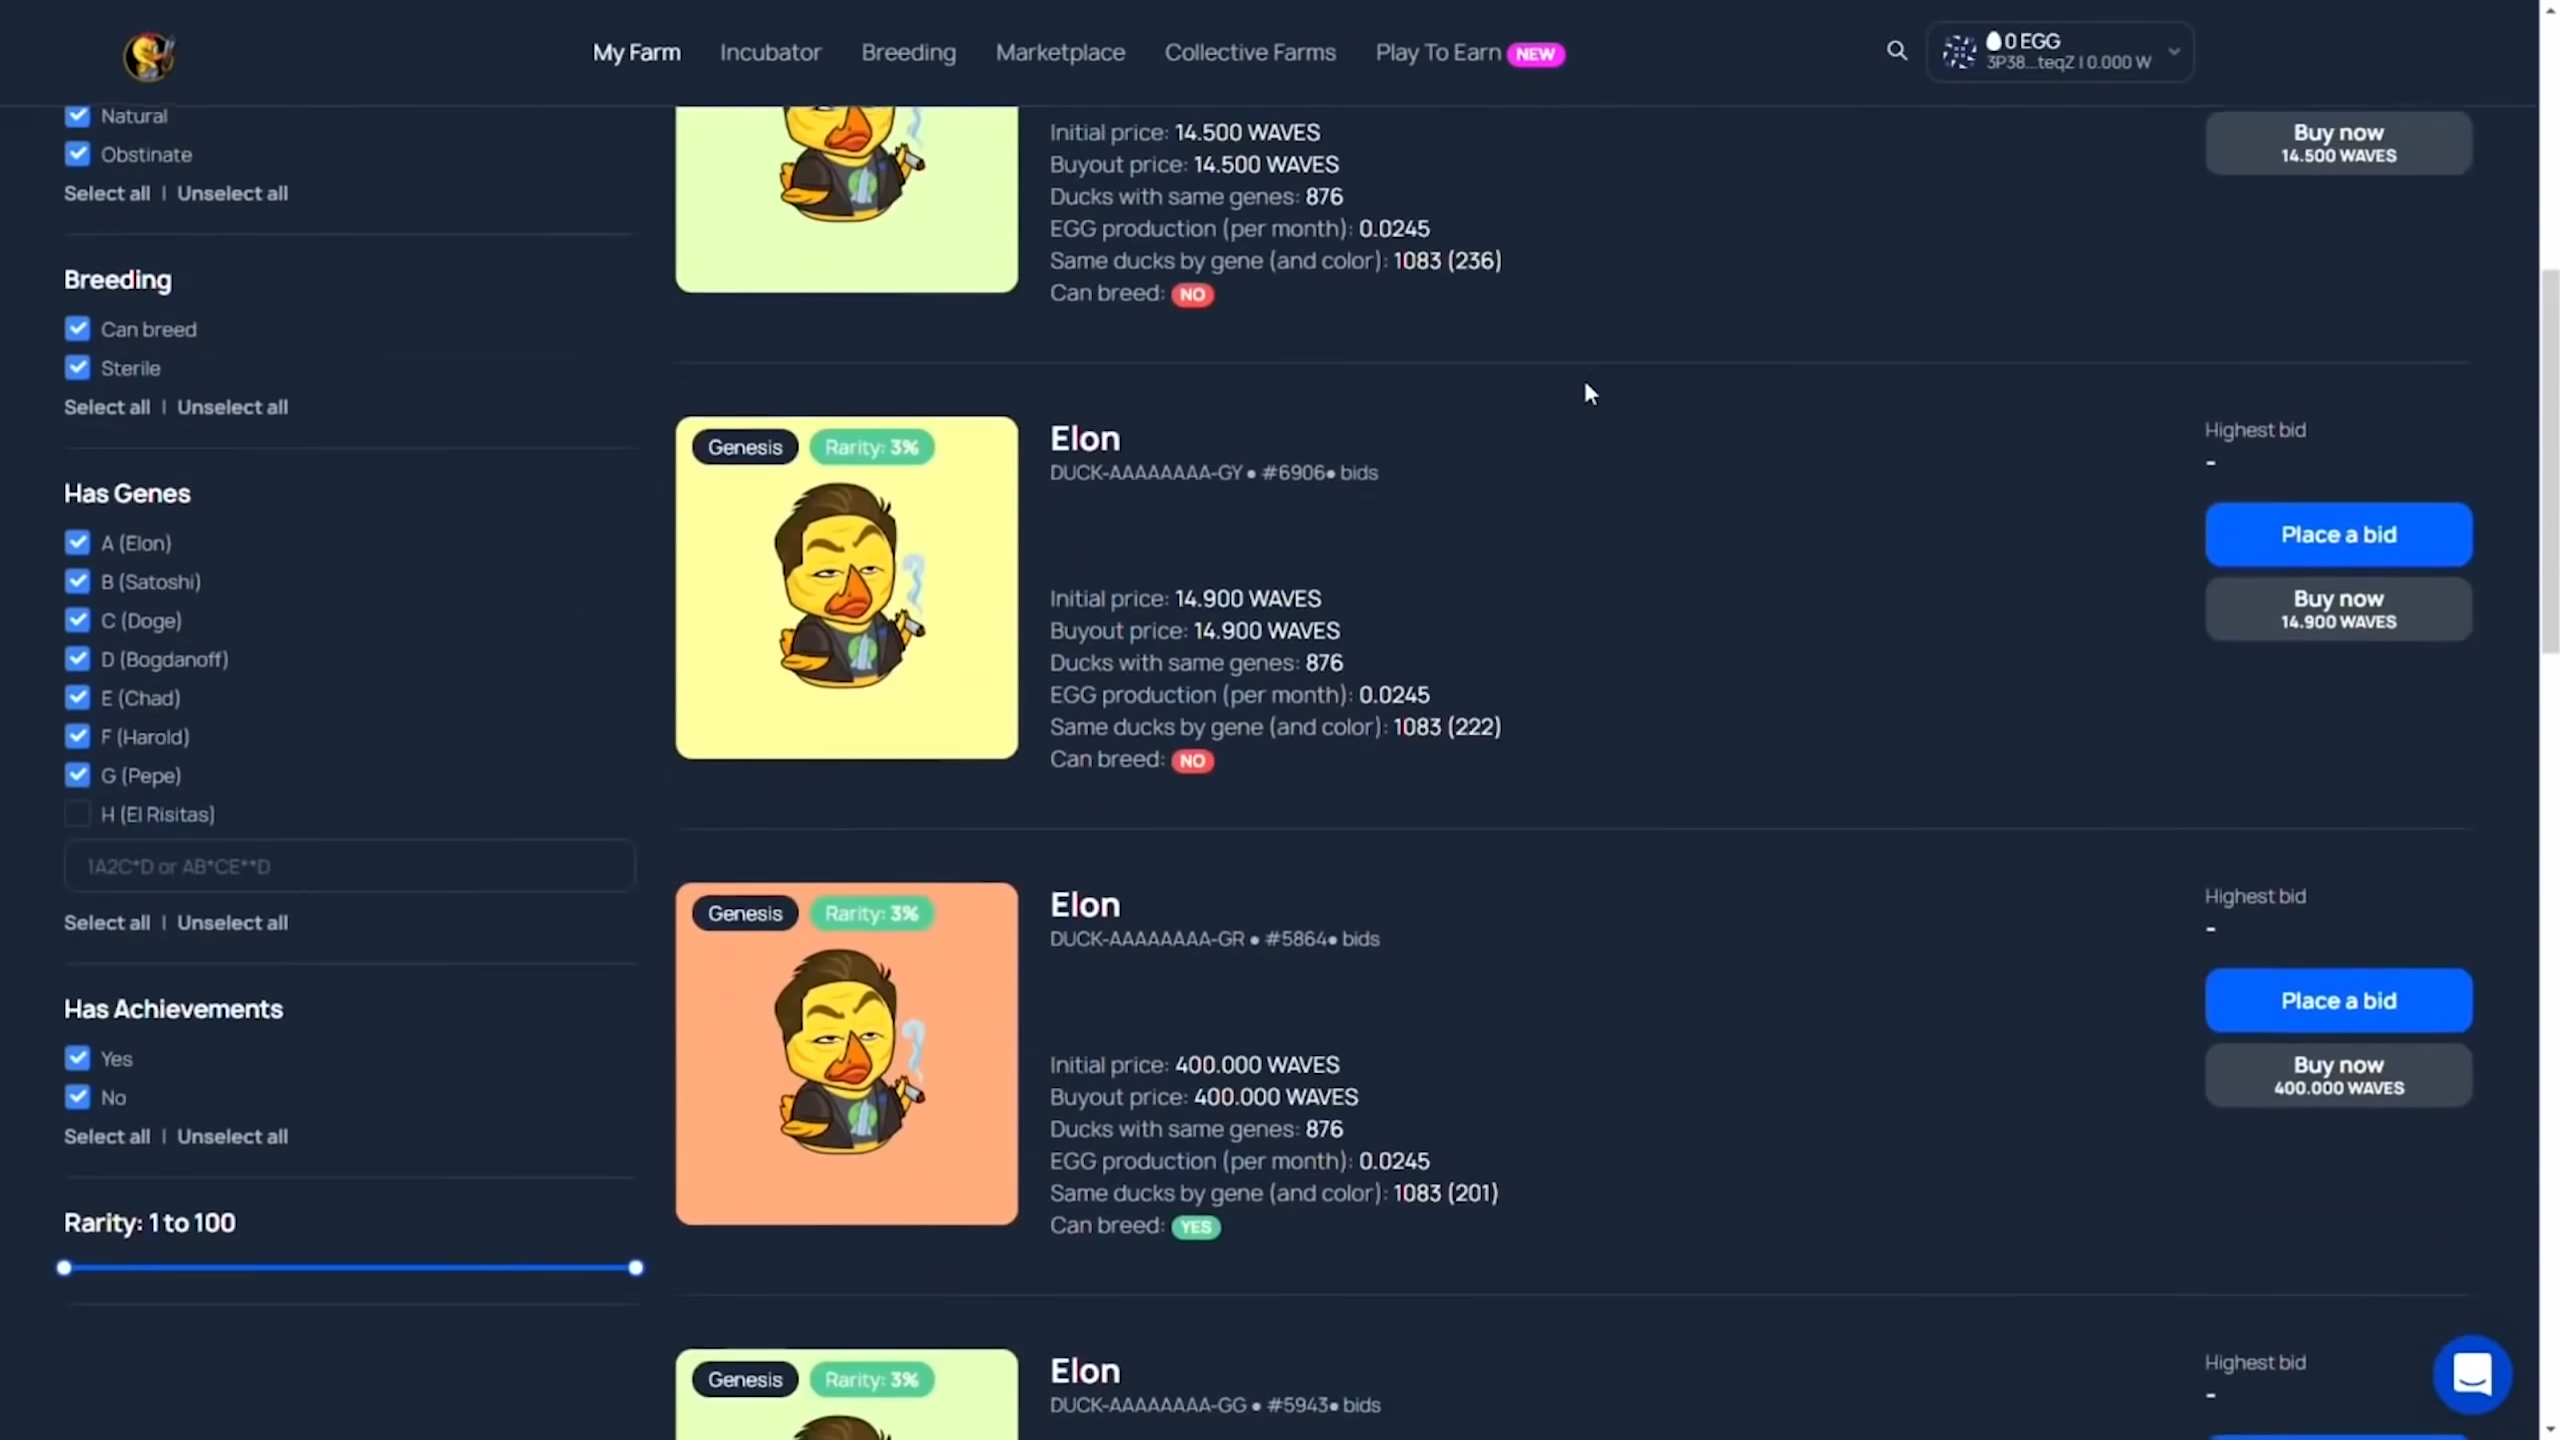 My Farm
Incubator
Breeding
Marketplace
Collective Farms
Play To Earn NEW
0 EGG
3P38...teqZ | 0.000 W
Natural
Obstinate
Select all | Unselect all
Breeding
Can breed
Sterile
Select all | Unselect all
Has Genes
A (Elon)
B (Satoshi)
C (Doge)
D (Bogdanoff)
E (Chad)
F (Harold)
G (Pepe)
H (El Risitas)
1A2C*D or AB*CE**D
Select all | Unselect all
Has Achievements
Yes
No
Select all | Unselect all
Rarity: 1 to 100
Initial price: 14.500 WAVES
Buyout price: 14.500 WAVES
Ducks with same genes: 876
EGG production (per month): 0.0245
Same ducks by gene (and color): 1083 (236)
Can breed: NO
Buy now
14.500 WAVES
Genesis
Rarity: 3%
Elon
DUCK-AAAAAAAA-GY • #6906• bids
Initial price: 14.900 WAVES
Buyout price: 14.900 WAVES
Ducks with same genes: 876
EGG production (per month): 0.0245
Same ducks by gene (and color): 1083 (222)
Can breed: NO
Highest bid
-
Place a bid
Buy now
14.900 WAVES
Genesis
Rarity: 3%
Elon
DUCK-AAAAAAAA-GR • #5864• bids
Initial price: 400.000 WAVES
Buyout price: 400.000 WAVES
Ducks with same genes: 876
EGG production (per month): 0.0245
Same ducks by gene (and color): 1083 (201)
Can breed: YES
Highest bid
-
Place a bid
Buy now
400.000 WAVES
Genesis
Rarity: 3%
Elon
DUCK-AAAAAAAA-GG • #5943• bids
Highest bid
-